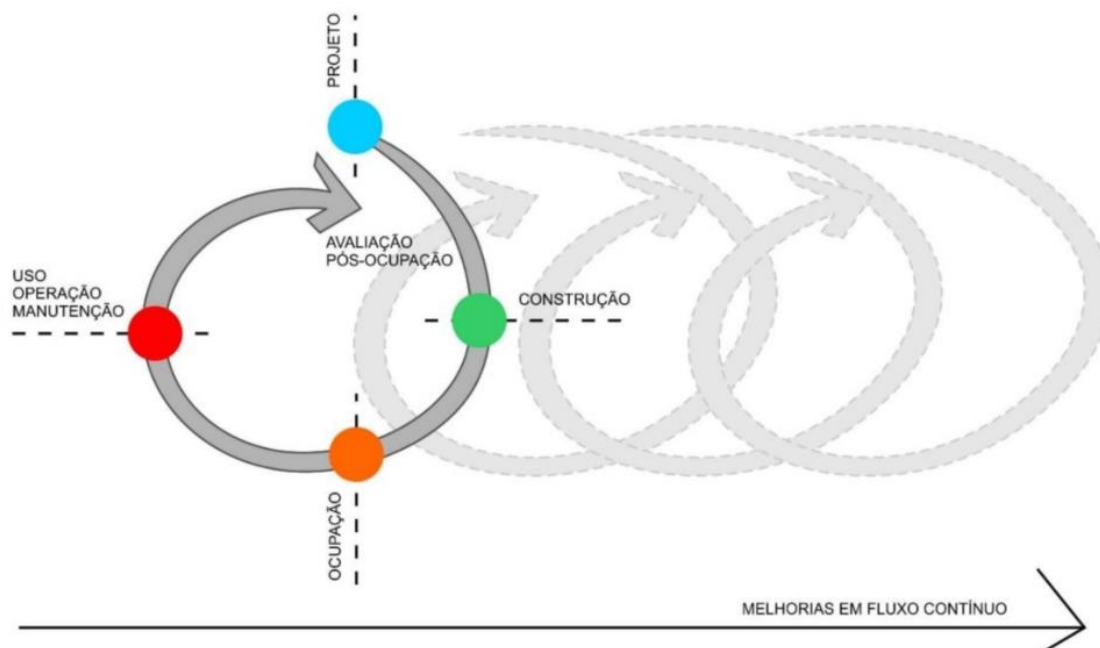 PROJETO
AVALIAÇÃO
PÓS-OCUPAÇÃO
USO
OPERAÇÃO
MANUTENÇÃO
CONSTRUÇÃO
OCUPAÇÃO
MELHORIAS EM FLUXO CONTÍNUO